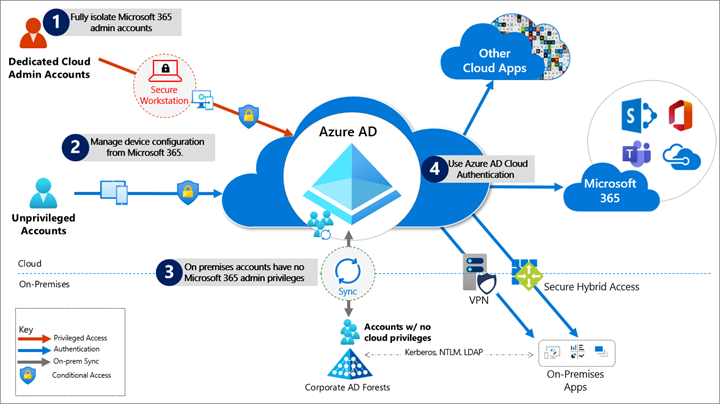 1
Fully isolate Microsoft 365
admin accounts
Dedicated Cloud
Admin Accounts
Secure
Workstation
Other
Cloud Apps
Azure AD
2
Manage device configuration
from Microsoft 365.
4
Use Azure AD Cloud
Authentication
S
T
Microsoft
365
Unprivileged
Accounts
3
On premises accounts have no
Microsoft 365 admin privileges
Cloud
On-Premises
Sync
VPN
Secure Hybrid Access
Key
Privileged Access
Authentication
On-prem Sync
Conditional Access
Accounts w/ no
cloud privileges
Kerberos, NTLM, LDAP
Corporate AD Forests
On-Premises
Apps